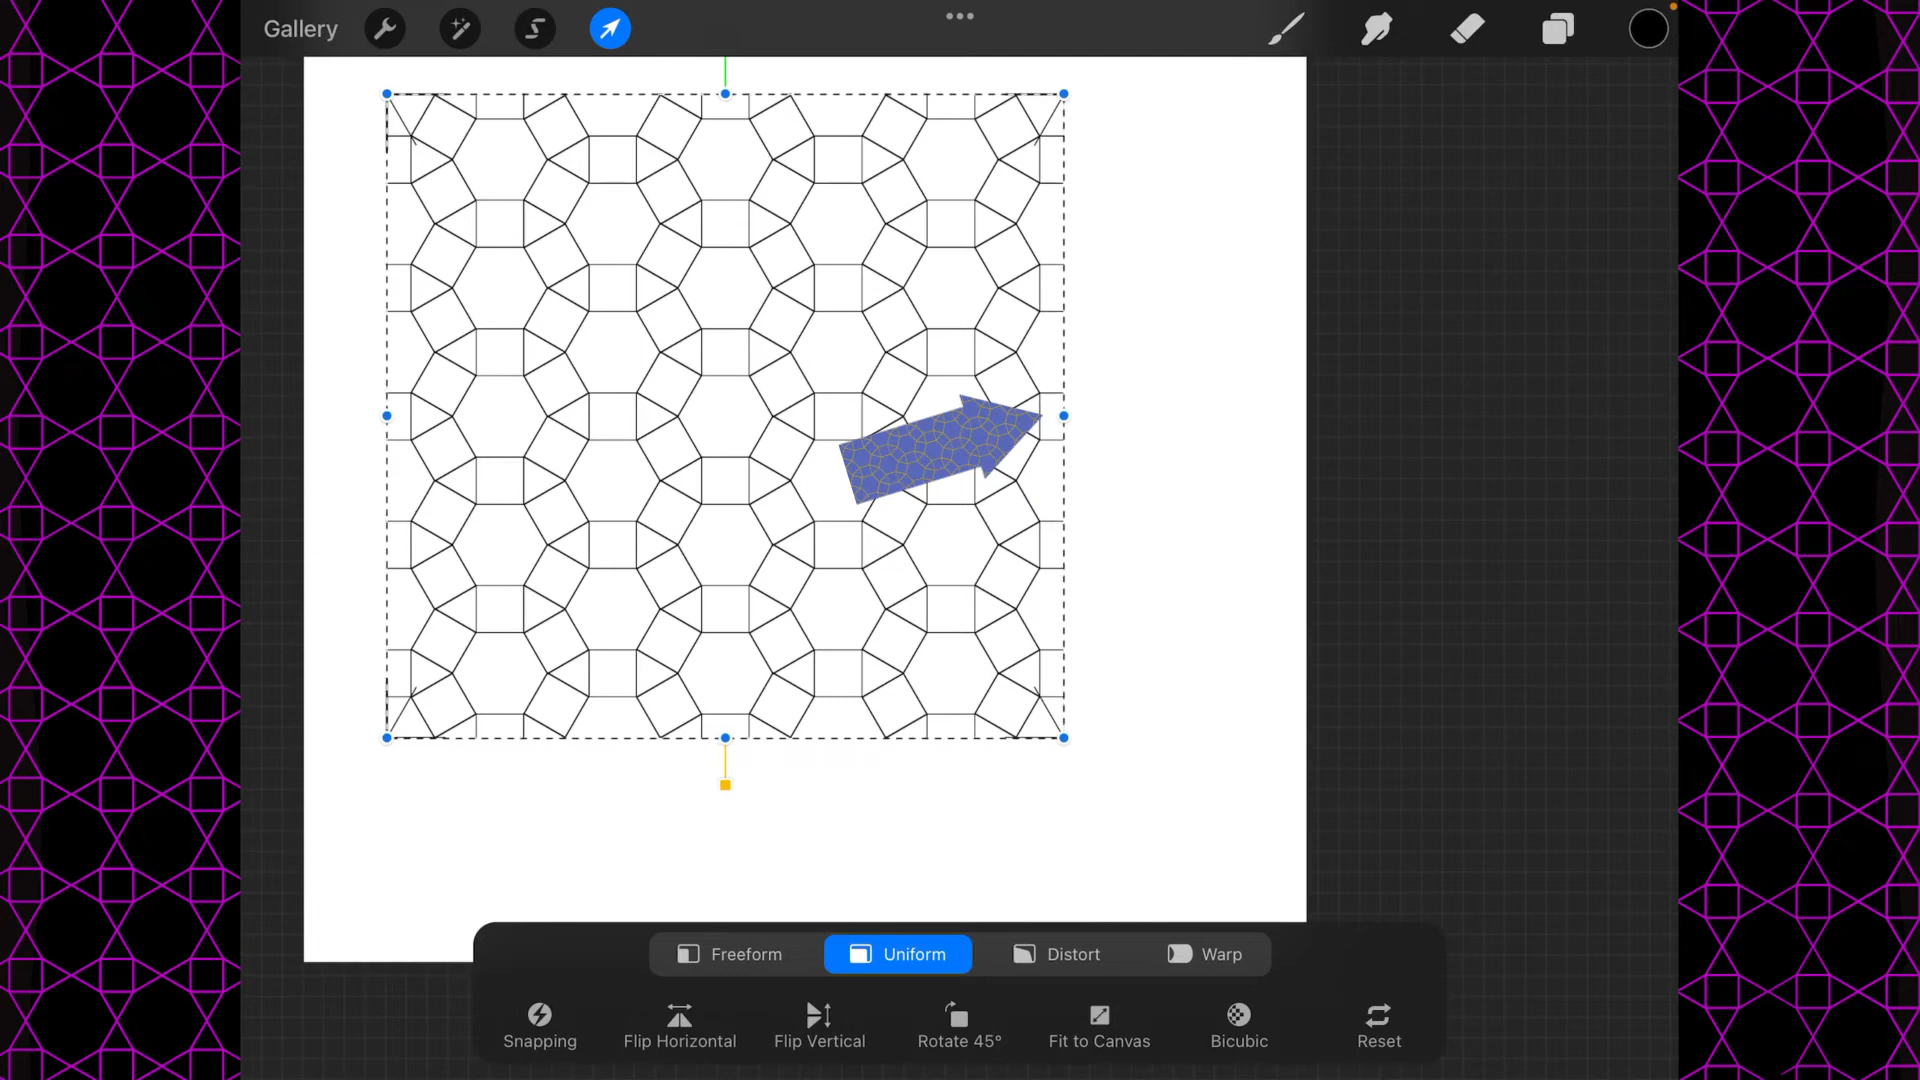 Gallery
Freeform Uniform Distort Warp
Snapping Flip Horizontal Flip Vertical Rotate 45° Fit to Canvas Bicubic Reset